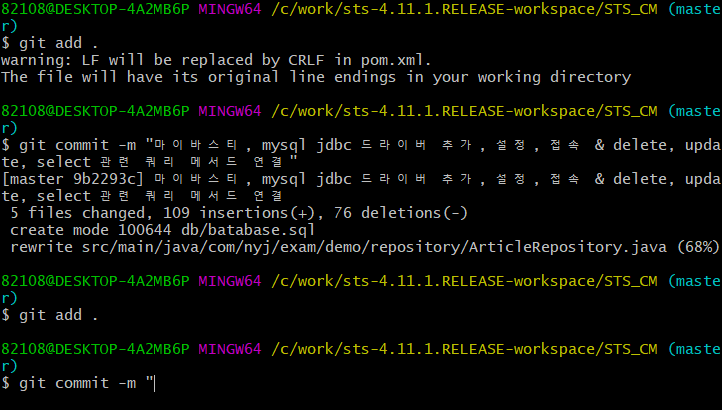 82108@DESKTOP-4A2MB6P MINGW64 /c/work/sts-4.11.1.RELEASE-workspace/STS_CM (maste
r)
$ git add .
warning: LF will be replaced by CRLF in pom.xml.
The file will have its original line endings in your working directory
82108@DESKTOP-4A2MB6P MINGW64 /c/work/sts-4.11.1.RELEASE-workspace/STS_CM (maste
r)
$ git commit -m "마이바스티, mysql jdbc 드라이버 추가,설정,접속 & delete, upda
te, select 관련 쿼리 메서드 연결"
[master 9b2293c] 마이바스티, mysql jdbc 드라이버 추가,설정,접속 & delete, upda
te, select 관련 쿼리 메서드 연결
5 files changed, 109 insertions(+), 76 deletions(-)
create mode 100644 db/batabase.sql
rewrite src/main/java/com/nyj/exam/demo/repository/ArticleRepository.java (68%)
82108@DESKTOP-4A2MB6P MINGW64 /c/work/sts-4.11.1.RELEASE-workspace/STS_CM (maste
r)
$ git add .
82108@DESKTOP-4A2MB6P MINGW64 /c/work/sts-4.11.1.RELEASE-workspace/STS_CM (maste
r)
$ git commit -m "